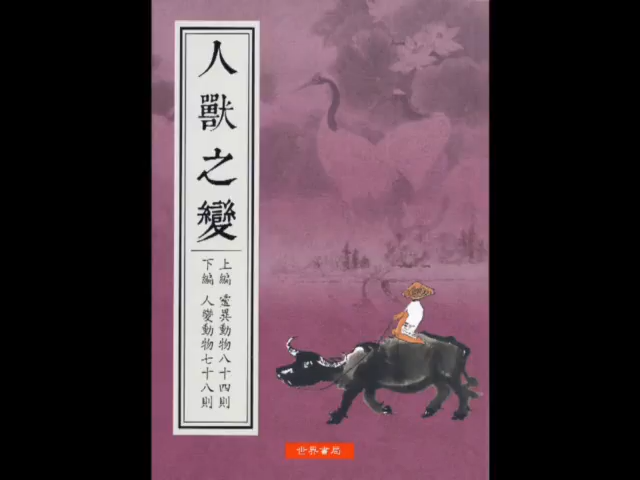 人獸之變
上編 靈異動物八十四則
下編 人變動物七十八則
世界書局